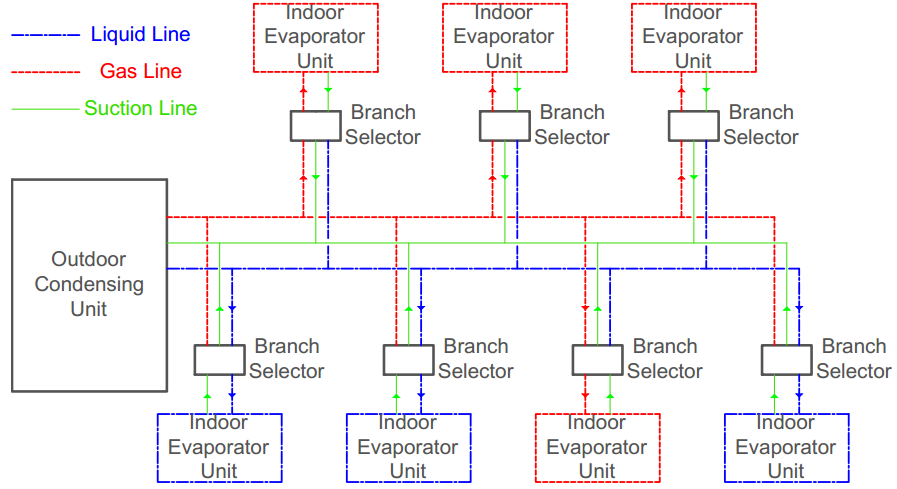 Liquid Line
Gas Line
Suction Line
Indoor
Evaporator
Unit
Indoor
Evaporator
Unit
Indoor
Evaporator
Unit
Branch
Selector
Branch
Selector
Branch
Selector
Outdoor
Condensing
Unit
Branch
Selector
Branch
Selector
Branch
Selector
Branch
Selector
Indoor
Evaporator
Unit
Indoor
Evaporator
Unit
Indoor
Evaporator
Unit
Indoor
Evaporator
Unit